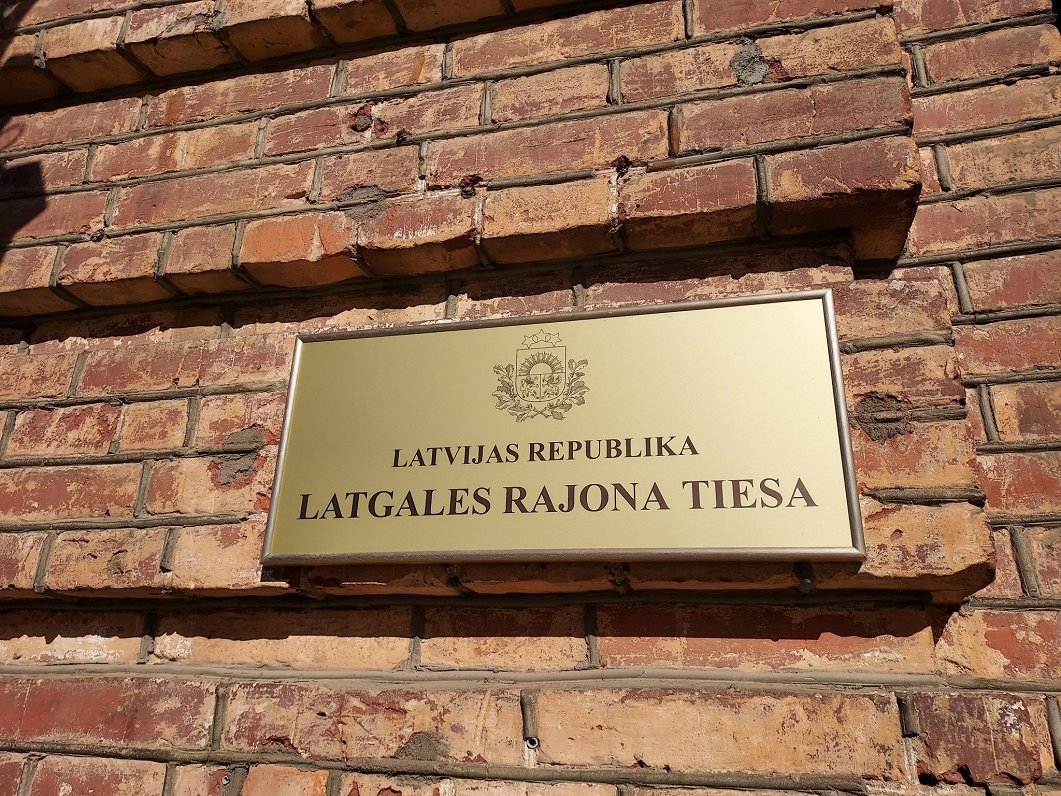 LATVIJAS REPUBLIKA
LATGALES RAJONA TIESA